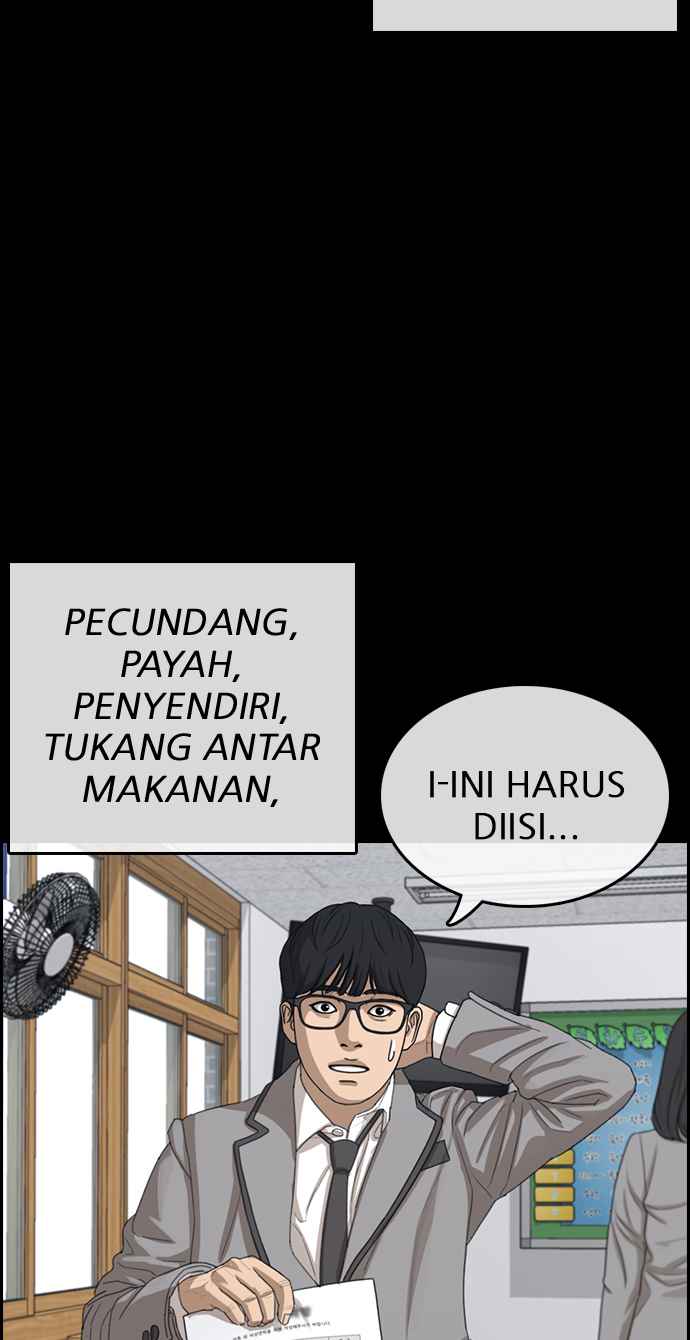 PECUNDANG,
PAYAH,
PENYENDIRI,
TUKANG ANTAR
MAKANAN,
I-INI HARUS
DIISI...